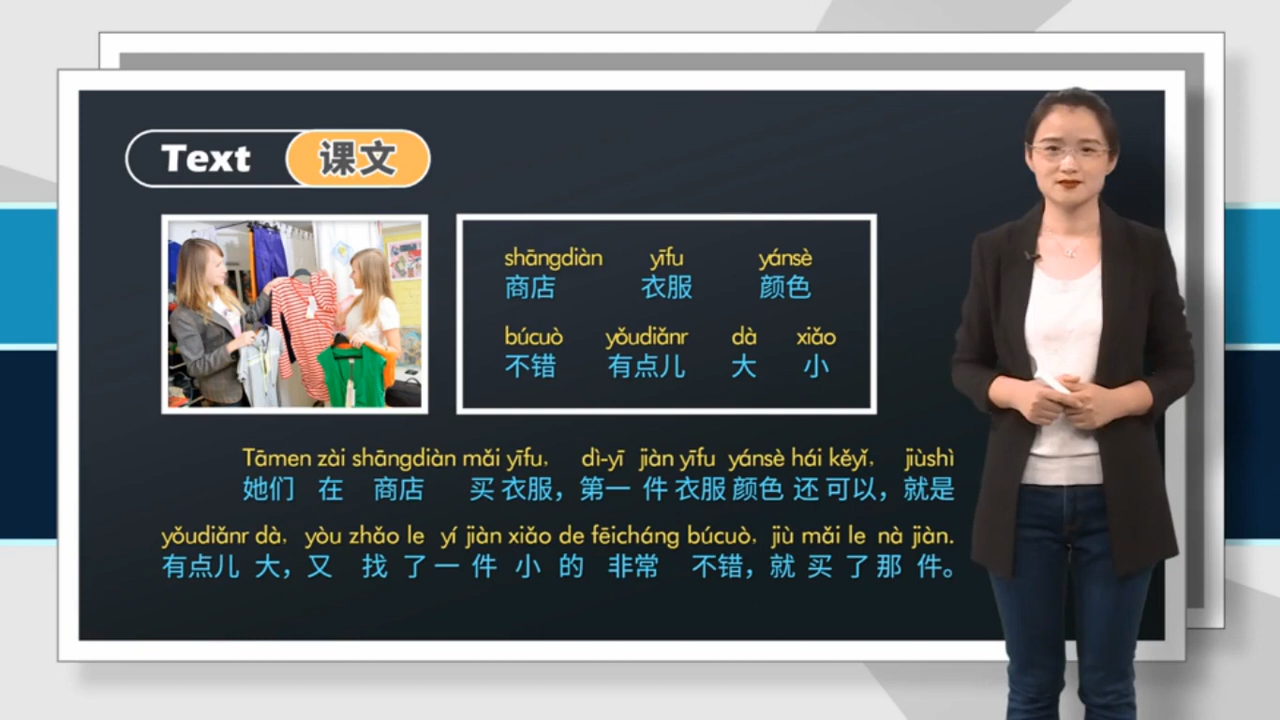 Text 课文
shāngdiàn yīfu yánsè
商店 衣服 颜色
búcuò yǒudiǎnr dà xiǎo
不错 有点儿 大 小
Tāmen zài shāngdiàn mǎi yīfu, dì-yī jiàn yīfu yánsè hái kěyǐ, jiùshì
她们 在 商店 买 衣服，第一 件 衣服 颜色 还 可以，就是
yǒudiǎnr dà, yòu zhǎo le yí jiàn xiǎo de fēicháng búcuò, jiù mǎi le nà jiàn.
有点儿 大，又 找 了 一 件 小 的 非常 不错，就 买 了 那 件。